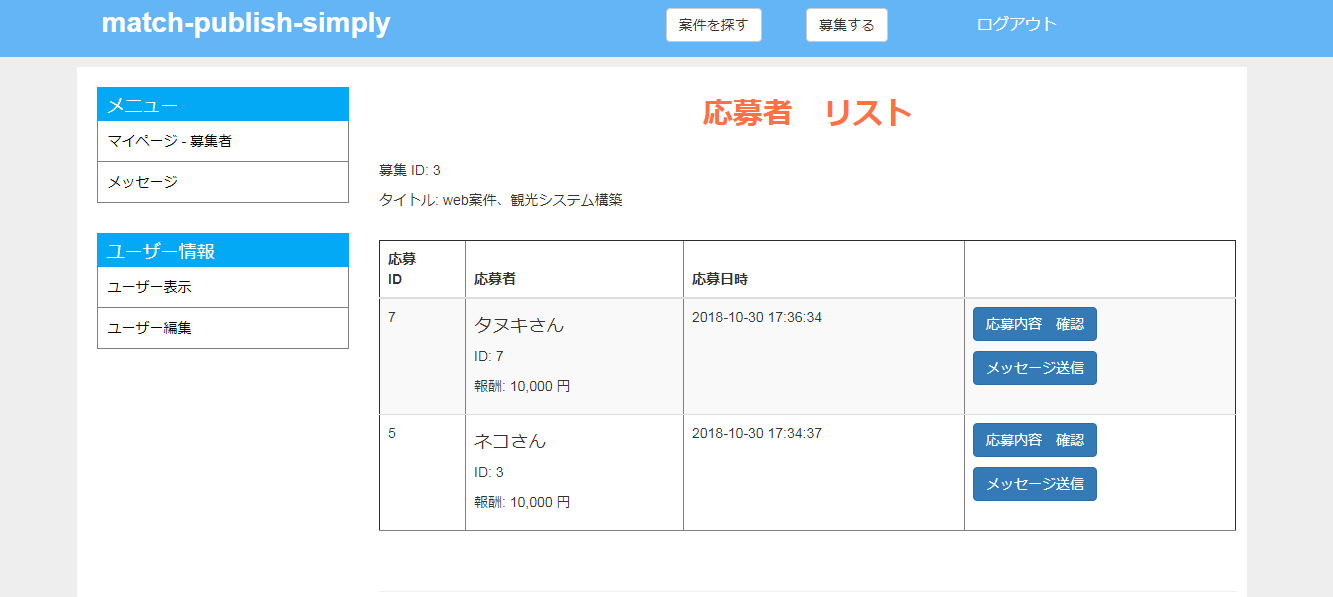 match-publish-simply
案件を探す
募集する
ログアウト
メニュー
マイページ - 募集者
メッセージ
ユーザー情報
ユーザー表示
ユーザー編集
応募者　リスト
募集 ID: 3
タイトル: web案件、観光システム構築
応募
ID
応募者
応募日時
7
タヌキさん
ID: 7
報酬: 10,000 円
2018-10-30 17:36:34
応募内容　確認
メッセージ送信
5
ネコさん
ID: 3
報酬: 10,000 円
2018-10-30 17:34:37
応募内容　確認
メッセージ送信